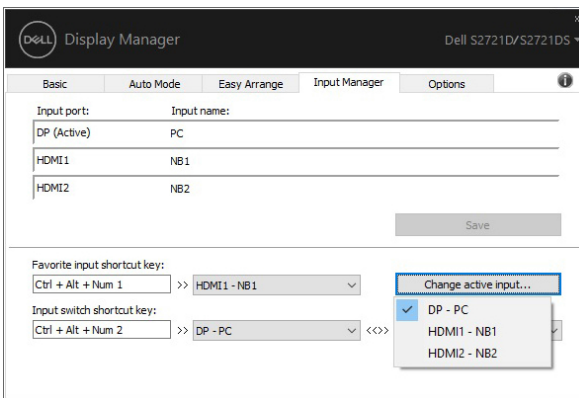 DELL Display Manager Dell S2721D/S2721DS
Basic Auto Mode Easy Arrange Input Manager Options
Input port: Input name:
DP (Active) PC
HDMI1 NB1
HDMI2 NB2
Save
Favorite input shortcut key:
Ctrl + Alt + Num 1 >> HDMI1 - NB1 Change active input...
Input switch shortcut key:
Ctrl + Alt + Num 2 >> DP - PC <<>>
DP - PC
HDMI1 - NB1
HDMI2 - NB2